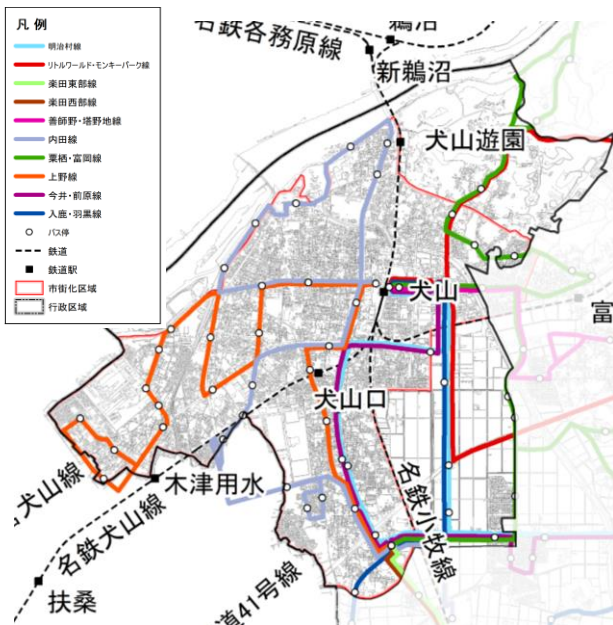 凡 例
明治村線
リトルワールド・モンキーパーク線
楽田東部線
楽田西部線
善師野・塔野地線
内田線
栗栖・富岡線
上野線
今井・前原線
入鹿・羽黒線
バス停
鉄道
鉄道駅
市街化区域
行政区域
名鉄各務原線
鵜沼
新鵜沼
犬山遊園
犬山
富
犬山口
木津用水
犬山線
名鉄犬山線
名鉄小牧線
道41号線
扶桑